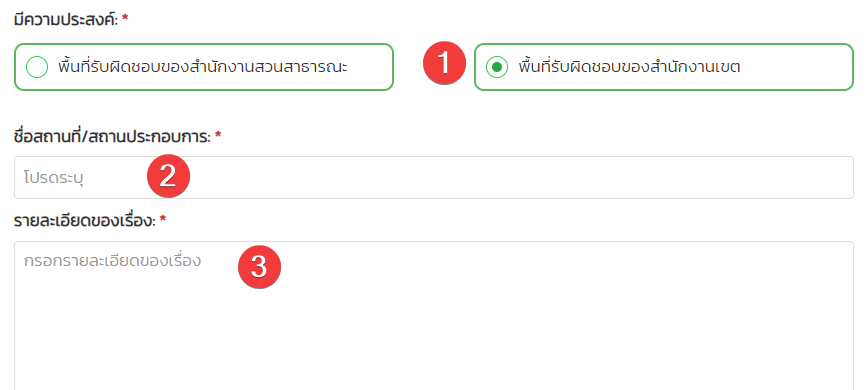 มีความประสงค์: *
พื้นที่รับผิดชอบของสำนักงานสวนสาธารณะ
1
พื้นที่รับผิดชอบของสำนักงานเขต
ชื่อสถานที่/สถานประกอบการ: *
โปรดระบุ
2
รายละเอียดของเรื่อง: *
กรอกรายละเอียดของเรื่อง
3